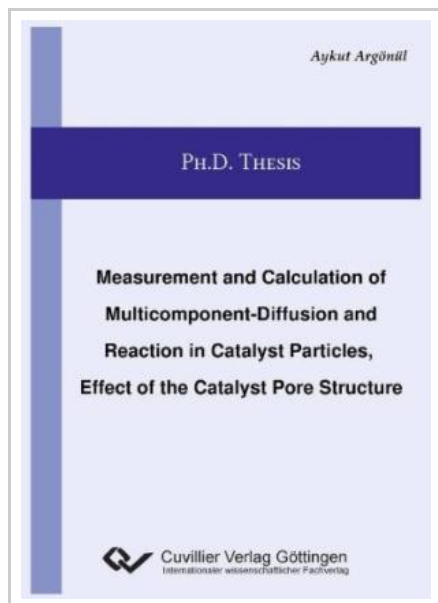 Aykut Argönül
PH.D. THESIS
Measurement and Calculation of
Multicomponent-Diffusion and
Reaction in Catalyst Particles,
Effect of the Catalyst Pore Structure
Cuvillier Verlag Göttingen
Internationaler wissenschaftlicher Fachverlag